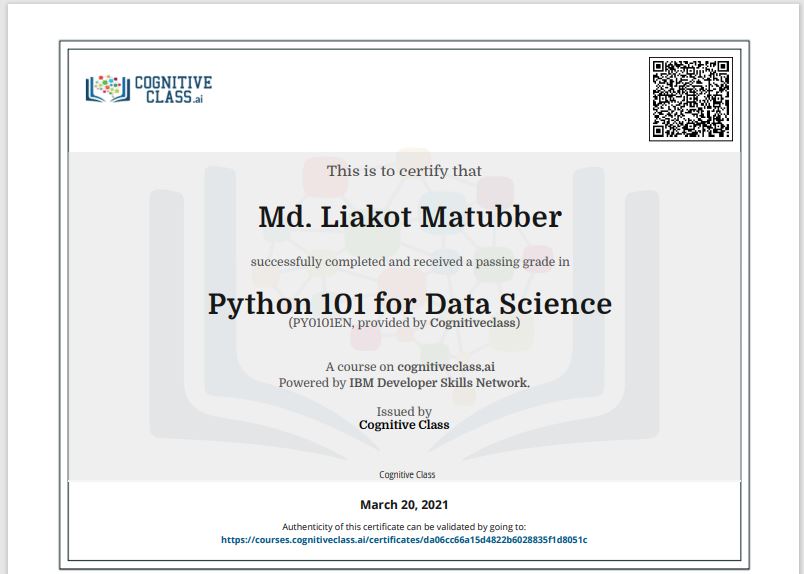 COGNITIVE
CLASS.ai
This is to certify that
Md. Liakot Matubber
successfully completed and received a passing grade in
Python 101 for Data Science
(PY0101EN, provided by Cognitiveclass)
A course on cognitiveclass.ai
Powered by IBM Developer Skills Network.
Issued by
Cognitive Class
Cognitive Class
March 20, 2021
Authenticity of this certificate can be validated by going to:
https://courses.cognitiveclass.ai/certificates/da06cc66a15d4822b6028835f1d8051c